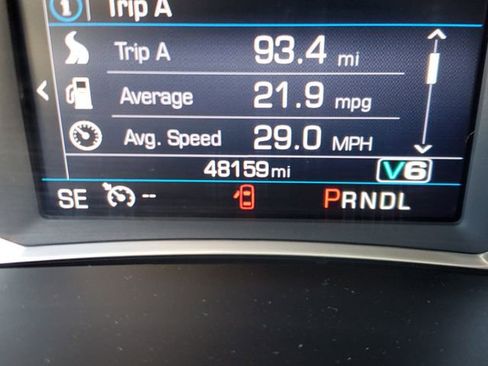 Trip A
Trip A 93.4 mi
Average 21.9 mpg
Avg. Speed 29.0 MPH
48159mi V6
SE -- PRNDL